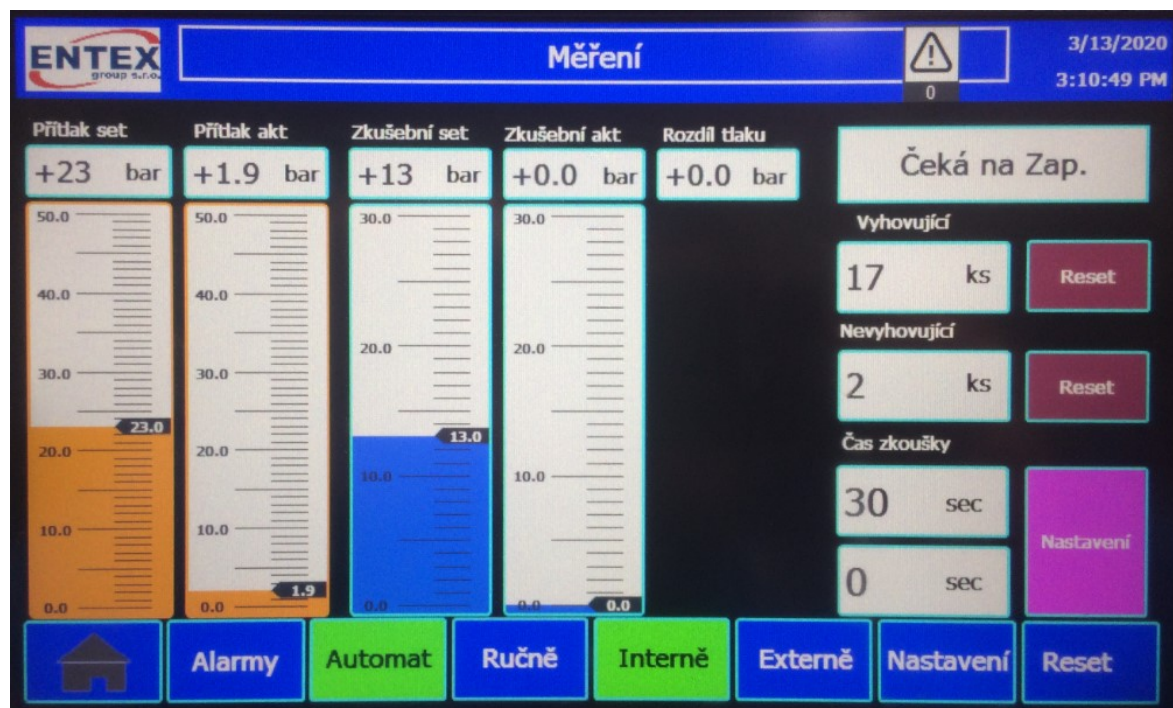 ENTEX
group s.r.o.
Měření
0
3/13/2020
3:10:49 PM
Přítlak set
Přítlak akt
Zkušební set
Zkušební akt
Rozdíl tlaku
+23 bar
+1.9 bar
+13 bar
+0.0 bar
+0.0 bar
Čeká na Zap.
50.0
40.0
30.0
23.0
20.0
10.0
0.0
50.0
40.0
30.0
20.0
10.0
1.9
0.0
30.0
20.0
13.0
10.0
0.0
30.0
20.0
10.0
0.0
0.0
Vyhovující
17 ks
Reset
Nevyhovující
2 ks
Reset
Čas zkoušky
30 sec
0 sec
Nastavení
Alarmy
Automat
Ručně
Interně
Externě
Nastavení
Reset